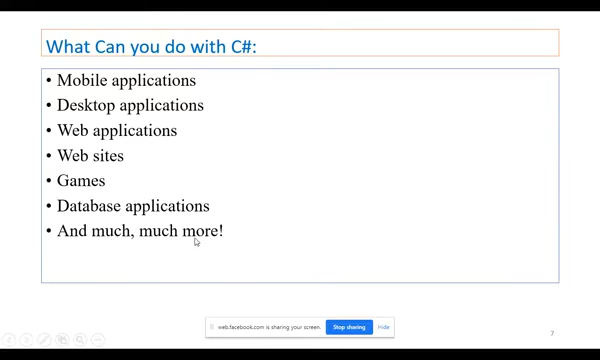 What Can you do with C#:
• Mobile applications
• Desktop applications
• Web applications
• Web sites
• Games
• Database applications
• And much, much more!
web.facebook.com is sharing your screen.
Stop sharing
Hide
7